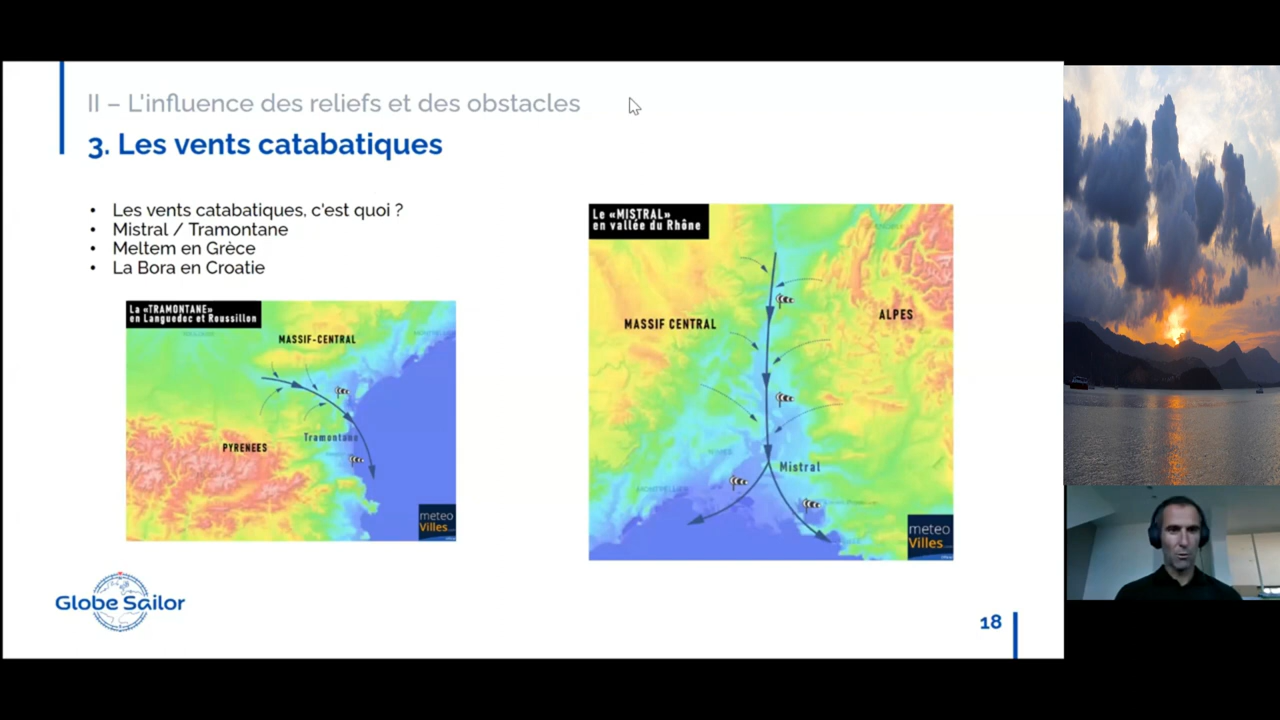 II – L'influence des reliefs et des obstacles
3. Les vents catabatiques
• Les vents catabatiques, c'est quoi ?
• Mistral / Tramontane
• Meltem en Grèce
• La Bora en Croatie
La «TRAMONTANE»
en Languedoc et Roussillon
MASSIF-CENTRAL
PYRENEES
Tramontane
meteo
Villes
Le «MISTRAL»
en vallée du Rhône
MASSIF CENTRAL
ALPES
Mistral
MONTPELLIER
meteo
Villes
Globe Sailor
18